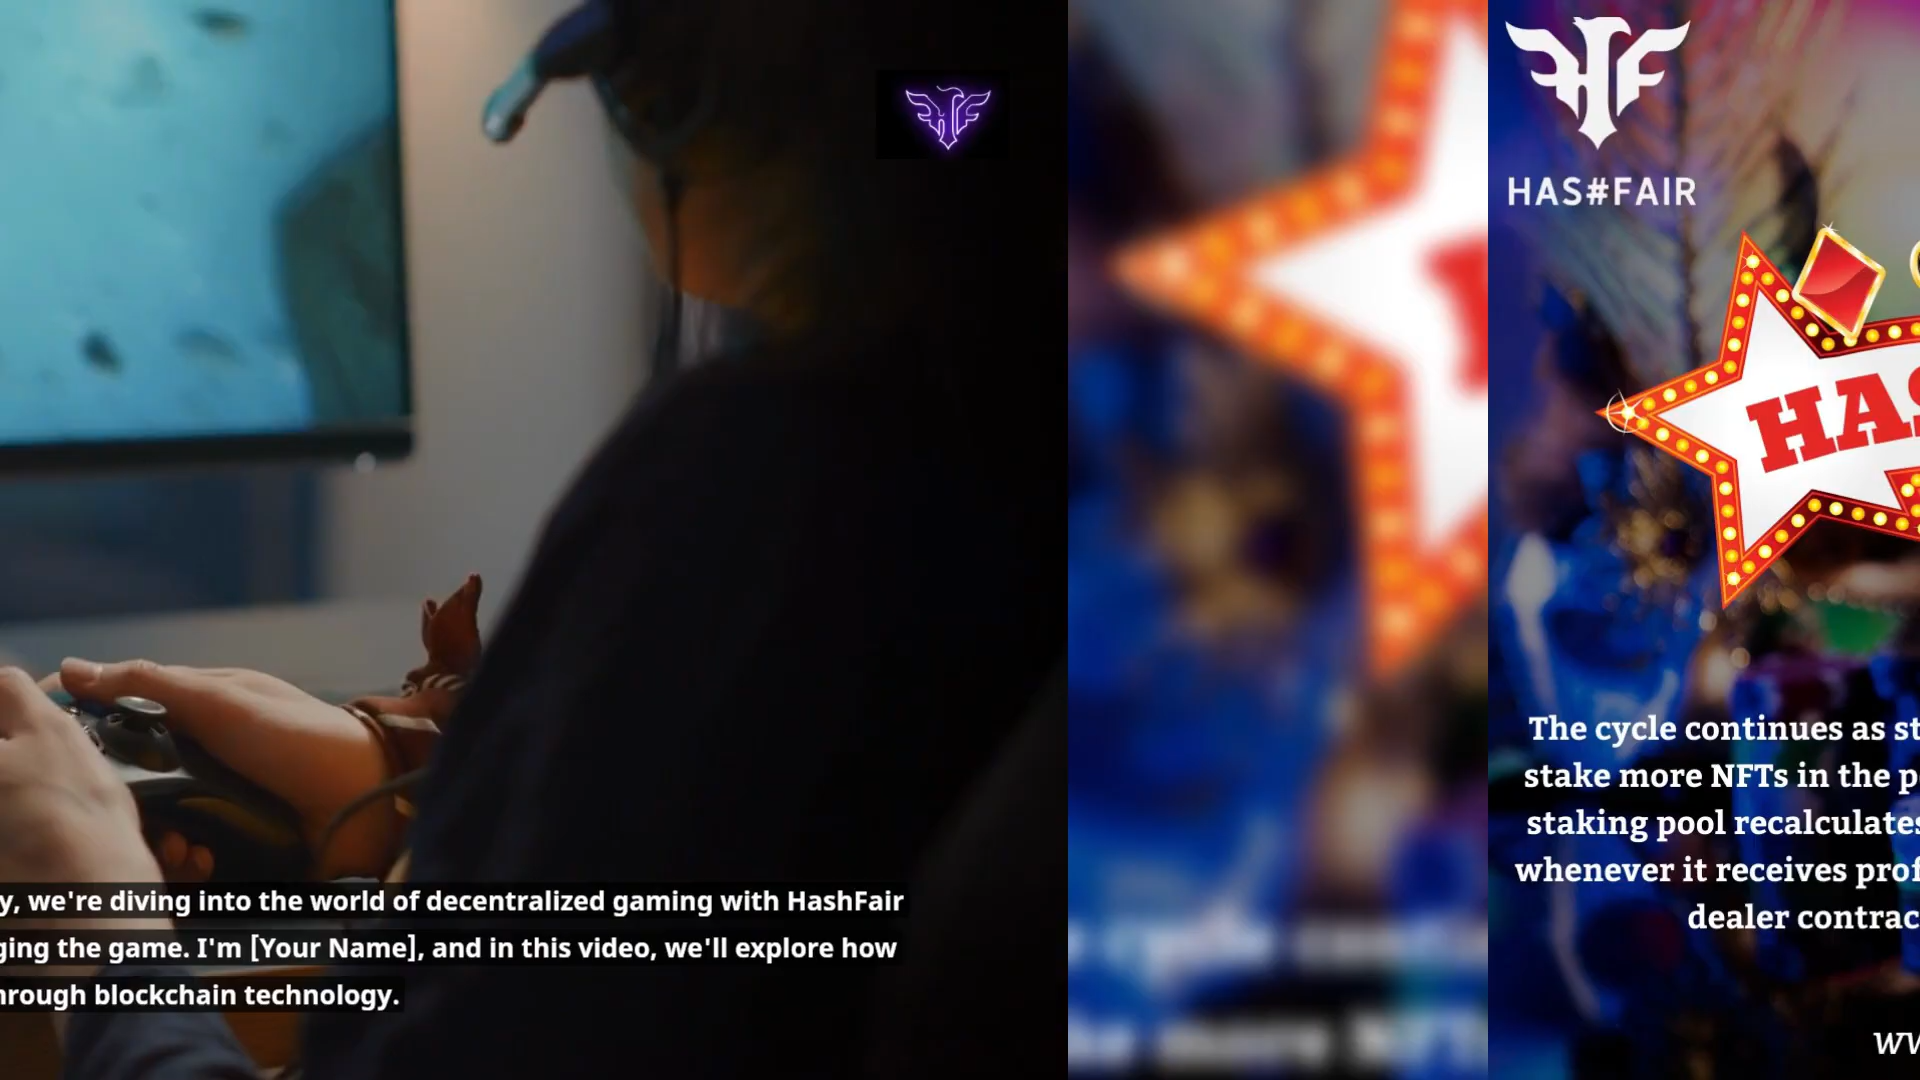 y, we're diving into the world of decentralized gaming with HashFair
ging the game. I'm [Your Name], and in this video, we'll explore how
hrough blockchain technology.
HAS#FAIR
HAS
The cycle continues as st
stake more NFTs in the p
staking pool recalculates
whenever it receives prof
dealer contrac